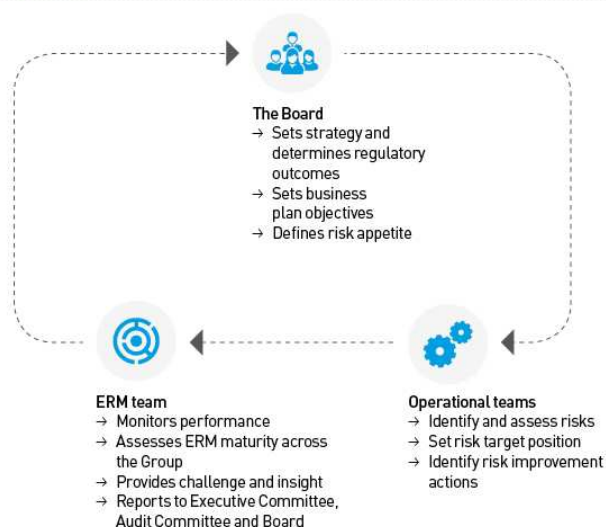 The Board
→ Sets strategy and
determines regulatory
outcomes
→ Sets business
plan objectives
→ Defines risk appetite
ERM team
→ Monitors performance
→ Assesses ERM maturity across
the Group
→ Provides challenge and insight
→ Reports to Executive Committee,
Audit Committee and Board
Operational teams
→ Identify and assess risks
→ Set risk target position
→ Identify risk improvement
actions